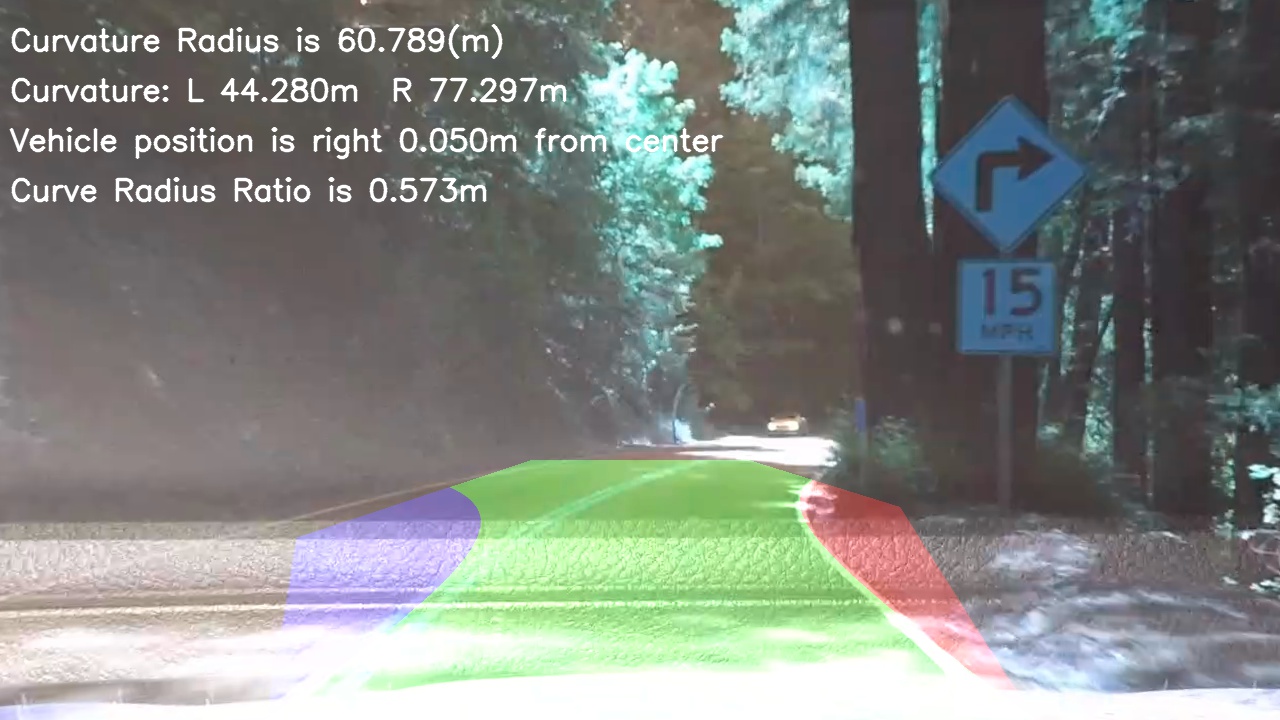 Curvature Radius is 60.789(m)
Curvature: L 44.280m R 77.297m
Vehicle position is right 0.050m from center
Curve Radius Ratio is 0.573m
15
MPH